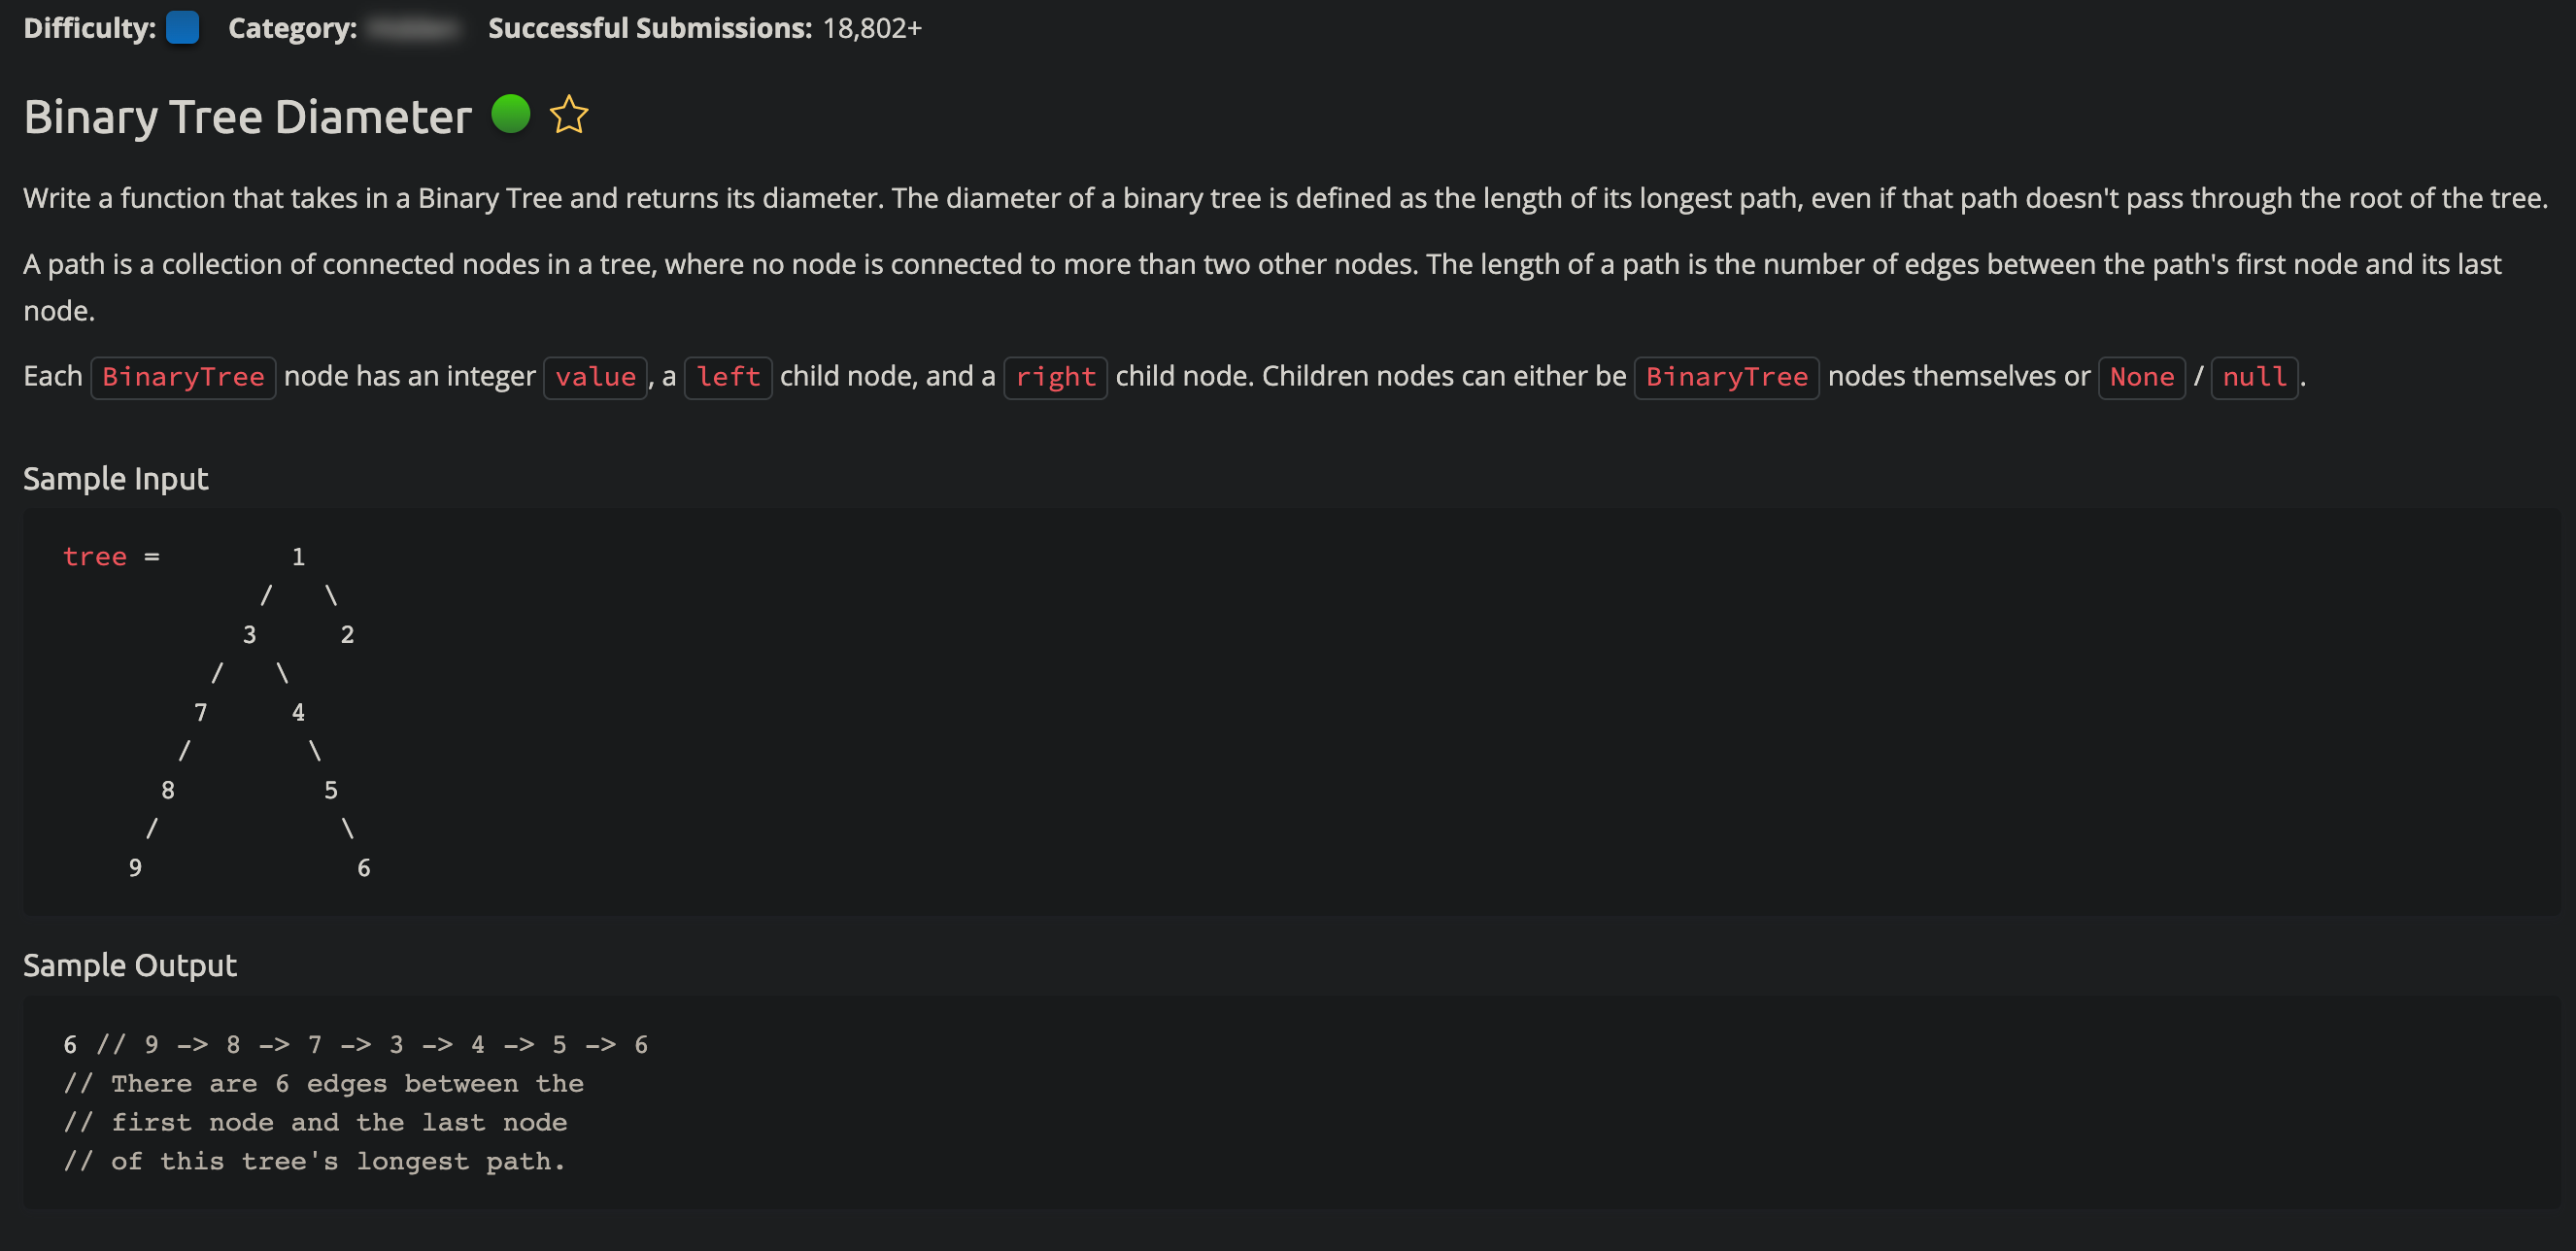 Difficulty: Category: Successful Submissions: 18,802+
Binary Tree Diameter
Write a function that takes in a Binary Tree and returns its diameter. The diameter of a binary tree is defined as the length of its longest path, even if that path doesn't pass through the root of the tree.
A path is a collection of connected nodes in a tree, where no node is connected to more than two other nodes. The length of a path is the number of edges between the path's first node and its last
node.
Each BinaryTree node has an integer value, a left child node, and a right child node. Children nodes can either be BinaryTree nodes themselves or None / null.
Sample Input
tree = 1
/ \
3 2
/ \
7 4
/ \
8 5
/ \
9 6
Sample Output
6 // 9 -> 8 -> 7 -> 3 -> 4 -> 5 -> 6
// There are 6 edges between the
// first node and the last node
// of this tree's longest path.